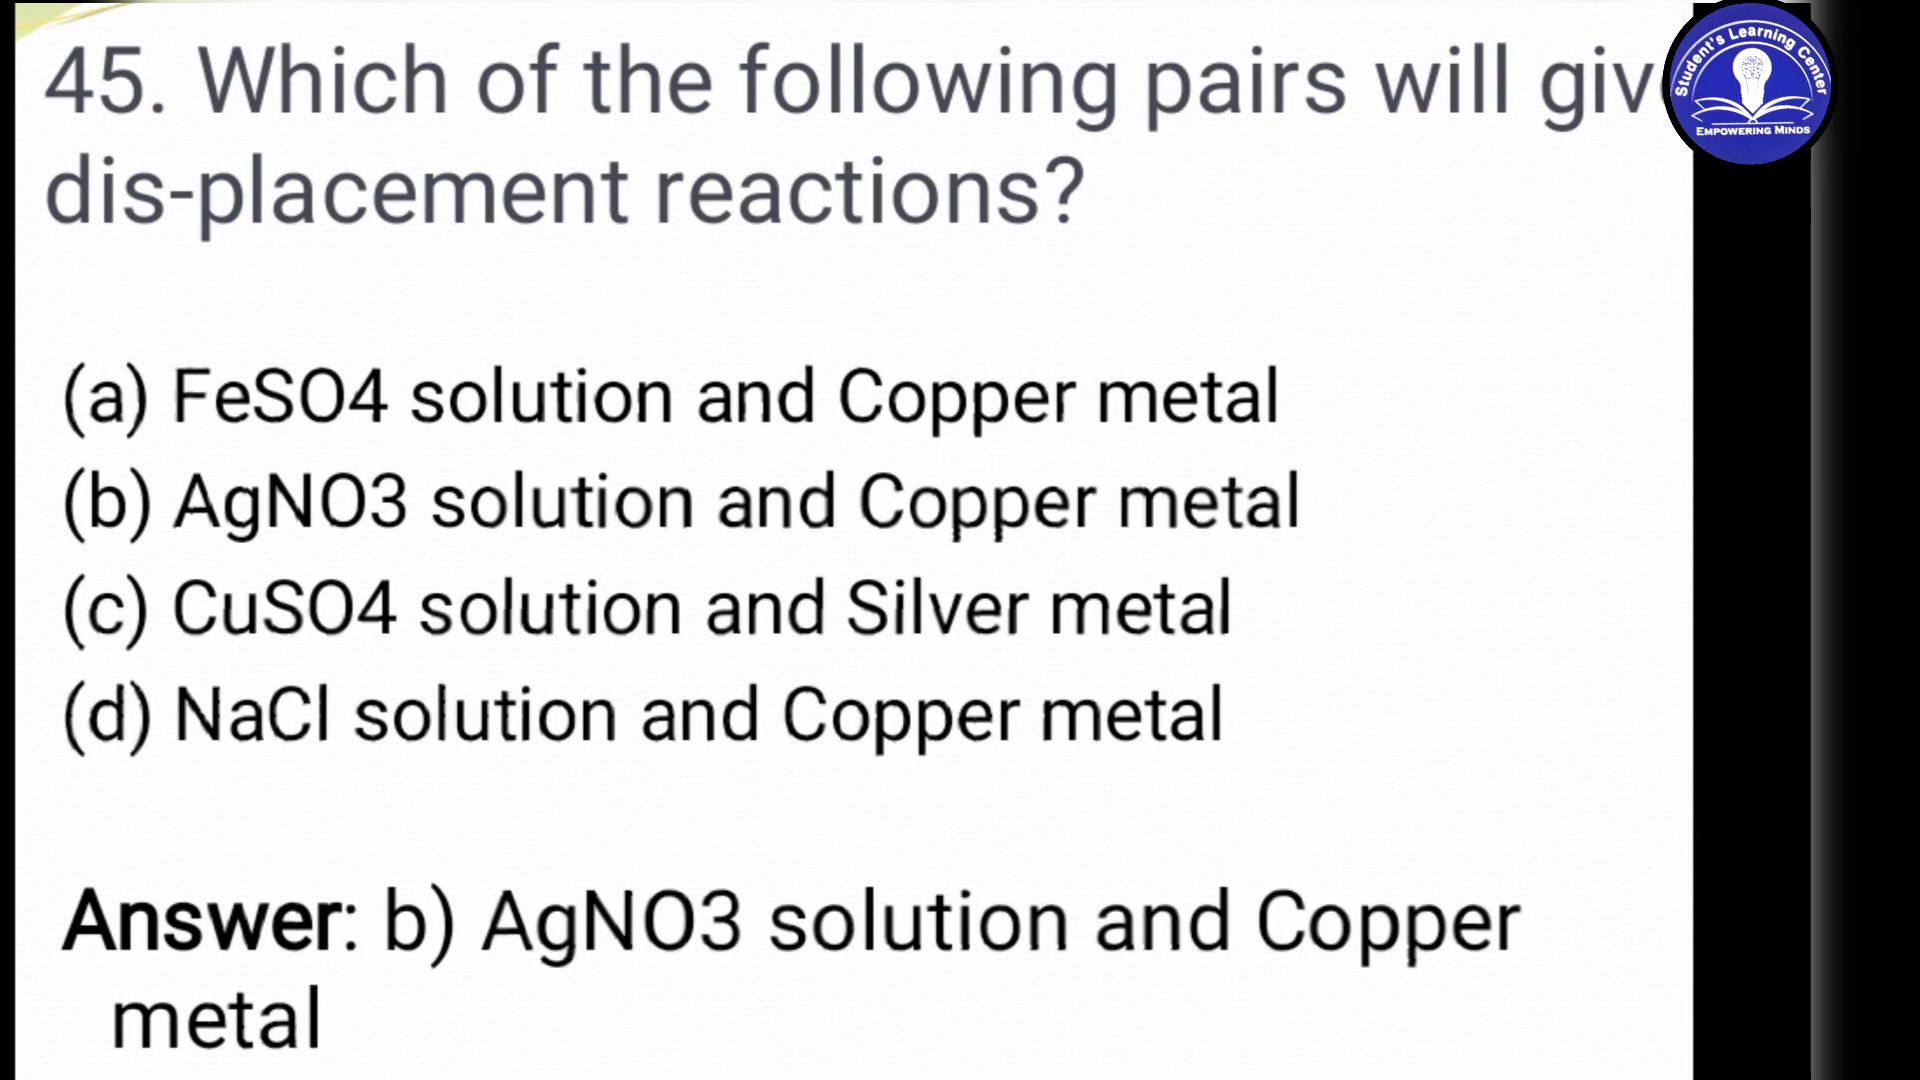 45. Which of the following pairs will giv
dis-placement reactions?
(a) FeSO4 solution and Copper metal
(b) AgNO3 solution and Copper metal
(c) CuSO4 solution and Silver metal
(d) NaCl solution and Copper metal
Answer: b) AgNO3 solution and Copper
metal
Student's Learning Center
EMPOWERING MINDS